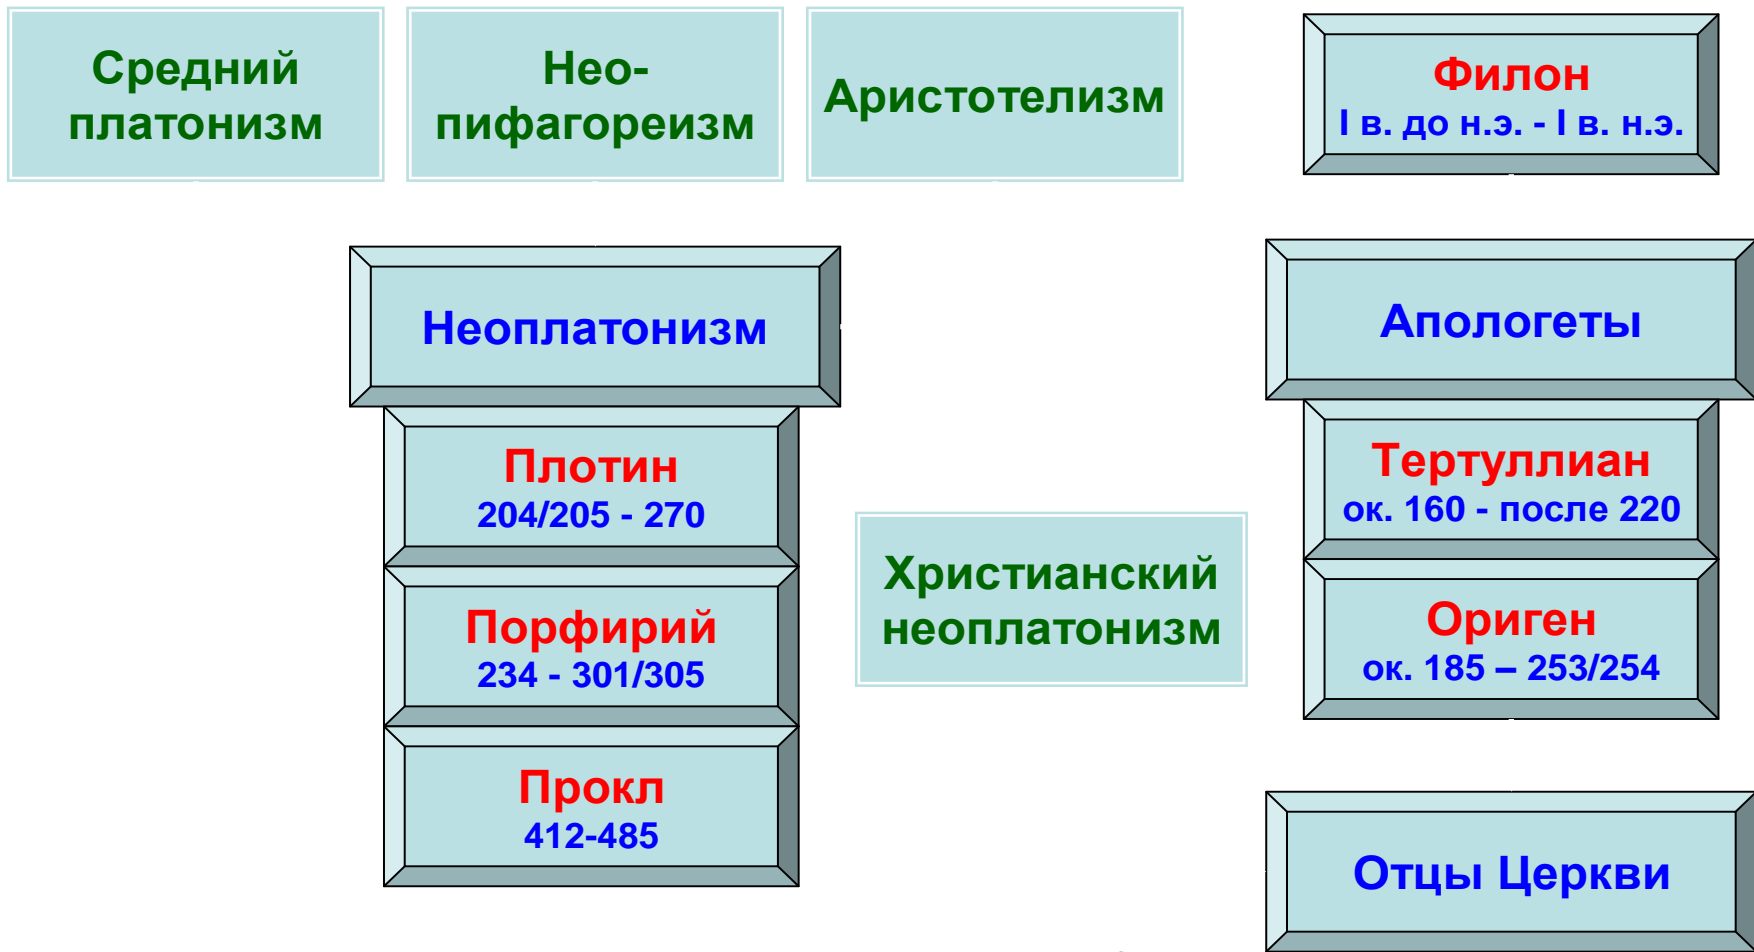 Средний
платонизм
Нео-
пифагореизм
Аристотелизм
Филон
I в. до н.э. - I в. н.э.
Неоплатонизм
Плотин
204/205 - 270
Порфирий
234 - 301/305
Прокл
412-485
Христианский
неоплатонизм
Апологеты
Тертуллиан
ок. 160 - после 220
Ориген
ок. 185 – 253/254
Отцы Церкви